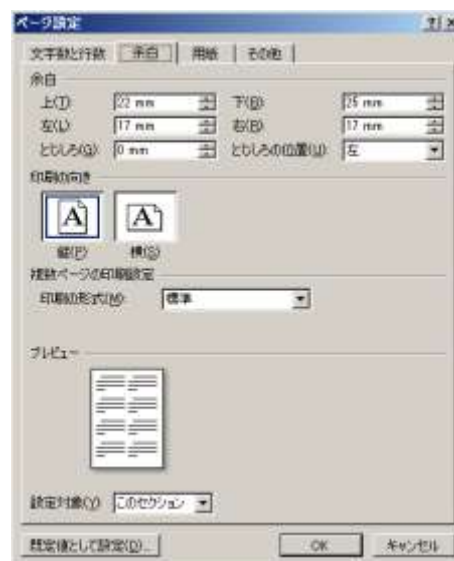 ページ設定
文字数と行数 余白 用紙 その他
余白
上(T) 22 mm 下(B) 25 mm
左(L) 17 mm 右(R) 17 mm
とじしろ(G) 0 mm とじしろの位置(U) 左
印刷の向き
A A
縦(P) 横(S)
複数ページの印刷設定
印刷の形式(M) 標準
プレビュー
設定対象(Y) このセクション
既定値として設定(D)... OK キャンセル